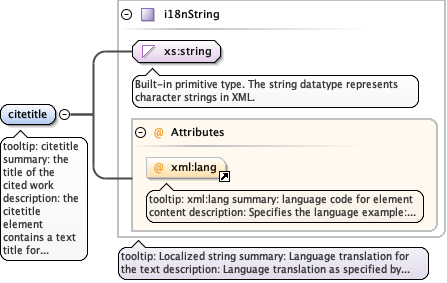 i18nString
xs:string
Built-in primitive type. The string datatype represents
character strings in XML.
citetitle
tooltip: citetitle
summary: the
title of the
cited work
description: the
citetitle
element
contains a text
title for...
@ Attributes
@ xml:lang
tooltip: xml:lang summary: language code for element
content description: Specifies the language example:...
tooltip: Localized string summary: Language translation for
the text description: Language translation as specified by...